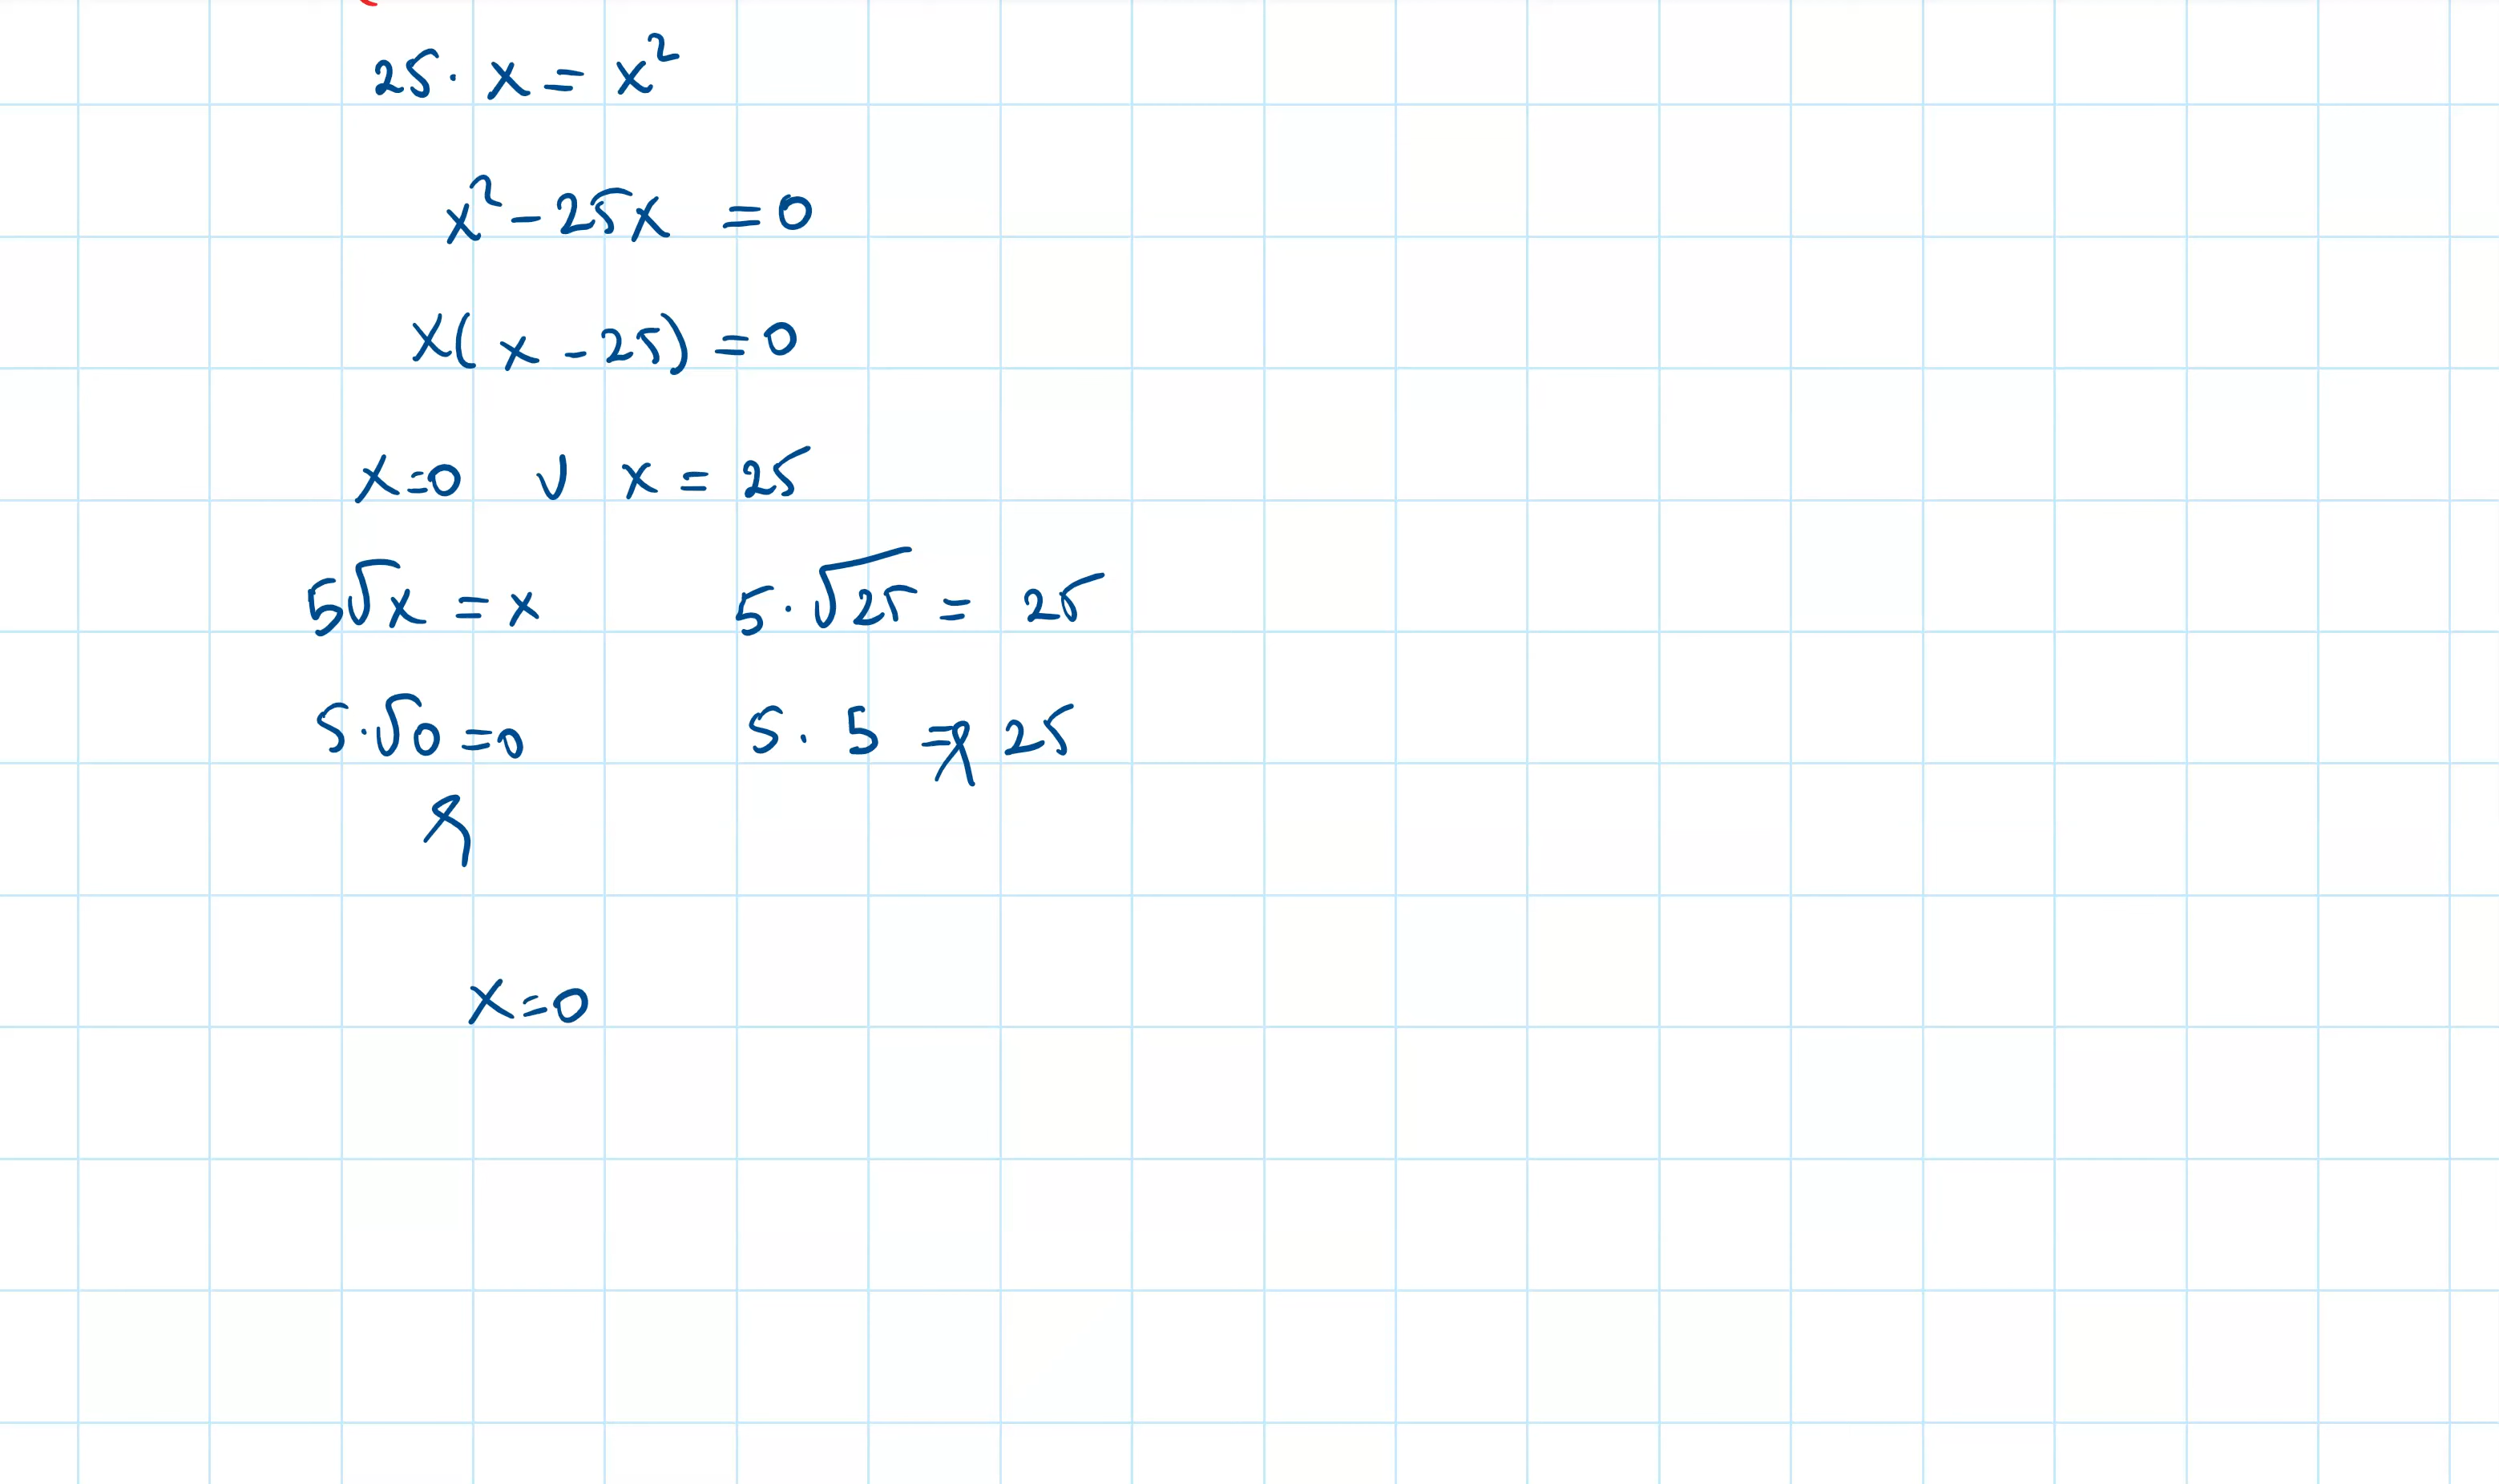 25 · x = x²
x² - 25x = 0
x(x - 25) = 0
x = 0 ∨ x = 25
5√x = x 5 · √25 = 25
5 · √0 = 0 5 · 5 = 25
x = 0